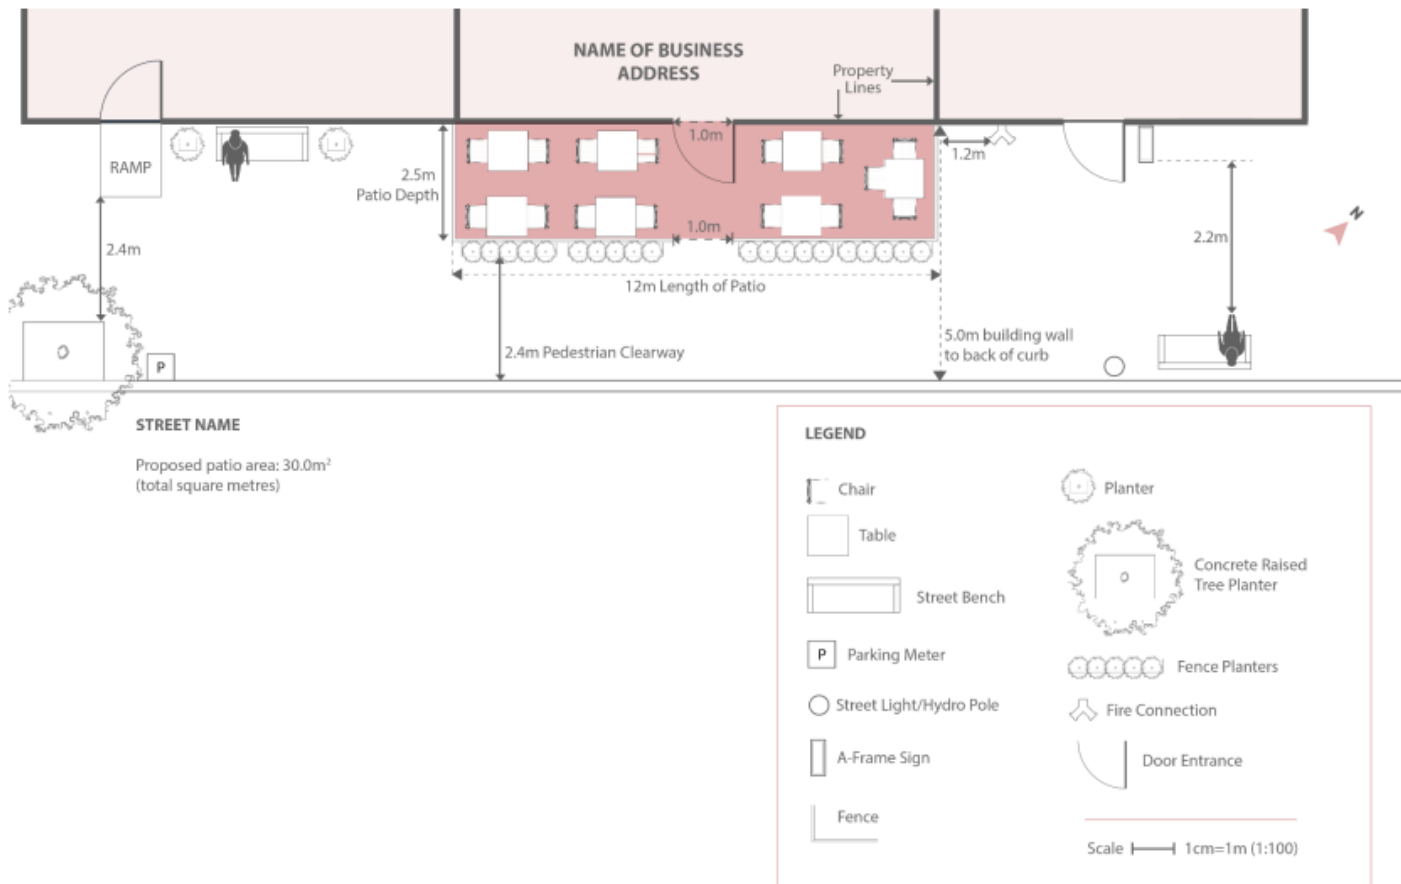 NAME OF BUSINESS
ADDRESS
Property
Lines
1.0m
1.2m
RAMP
2.5m
Patio Depth
N
2.4m
1.0m
2.2m
12m Length of Patio
5.0m building wall
to back of curb
2.4m Pedestrian Clearway
P
STREET NAME
Proposed patio area: 30.0m²
(total square metres)
LEGEND
Chair
Table
Street Bench
P Parking Meter
Street Light/Hydro Pole
A-Frame Sign
Fence
Planter
Concrete Raised
Tree Planter
Fence Planters
Fire Connection
Door Entrance
Scale 1cm=1m (1:100)